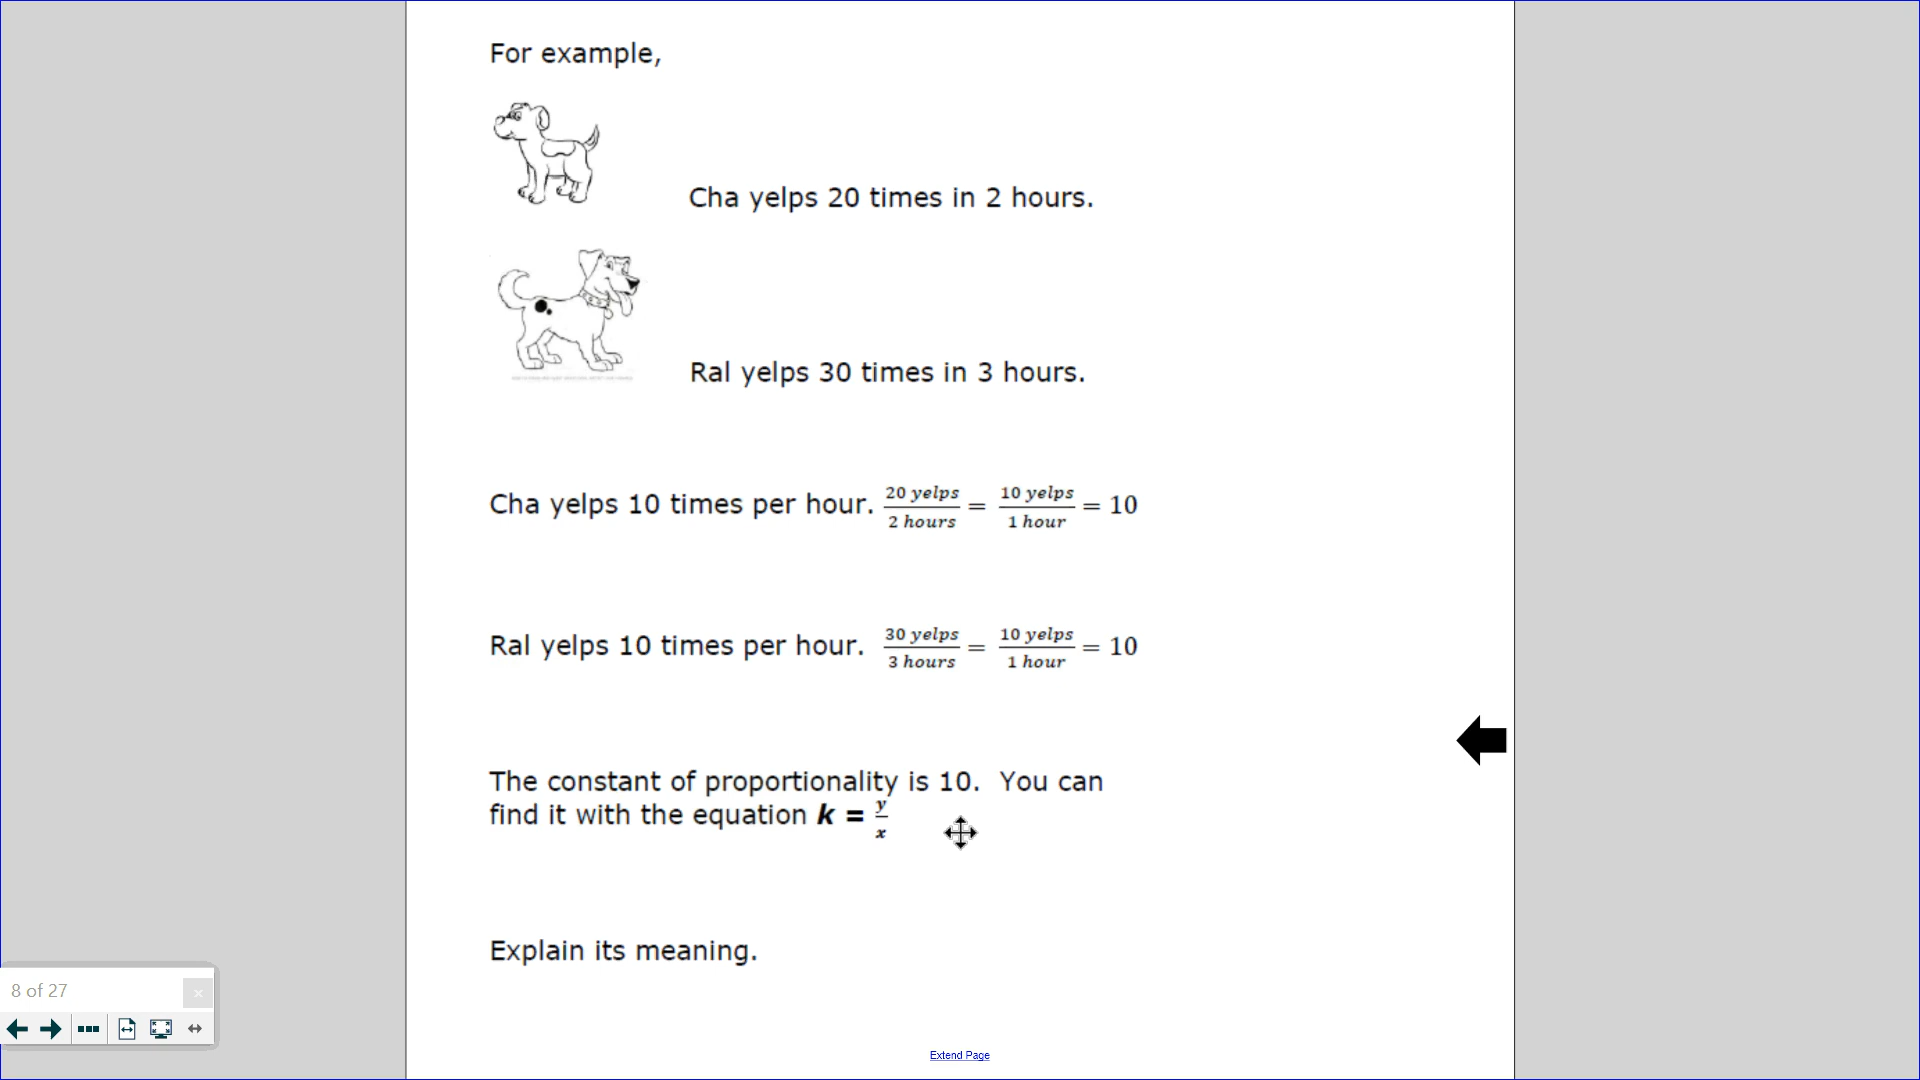 For example,
Cha yelps 20 times in 2 hours.
Ral yelps 30 times in 3 hours.
Cha yelps 10 times per hour. 20 yelps / 2 hours = 10 yelps / 1 hour = 10
Ral yelps 10 times per hour. 30 yelps / 3 hours = 10 yelps / 1 hour = 10
The constant of proportionality is 10. You can
find it with the equation k = y / x
Explain its meaning.
8 of 27
Extend Page